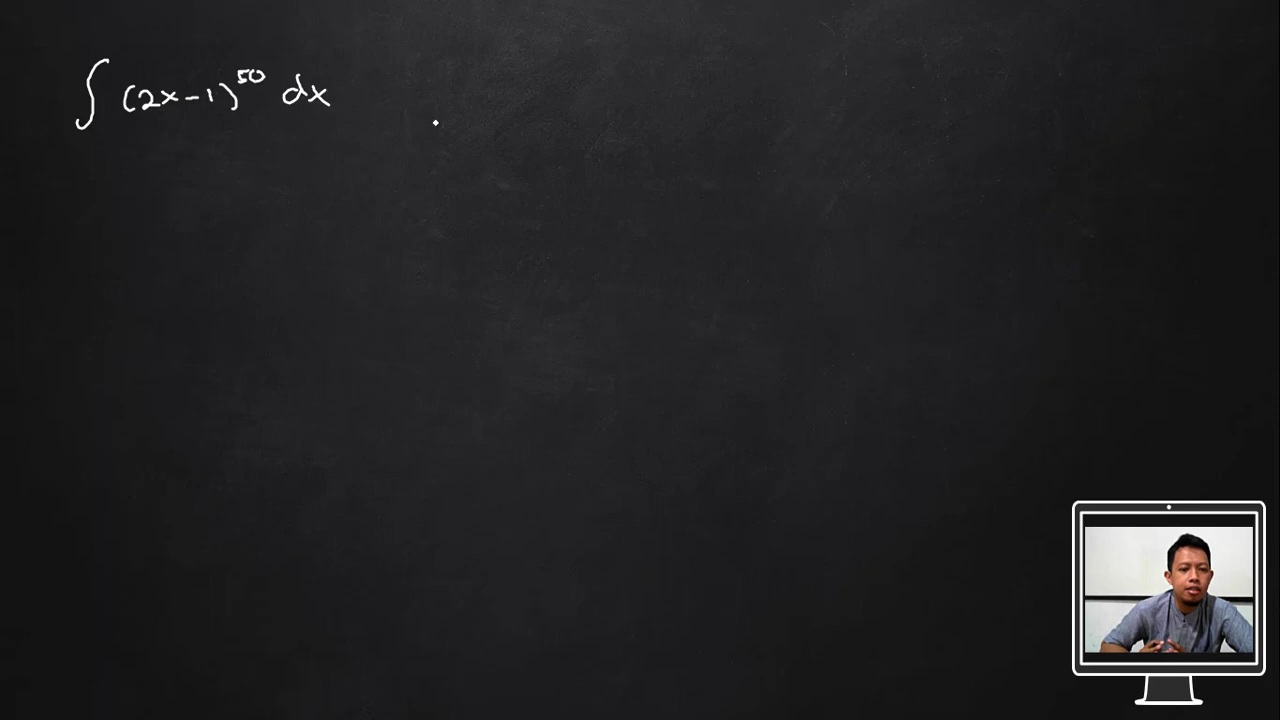 ∫ (2x-1)⁵⁰ dx